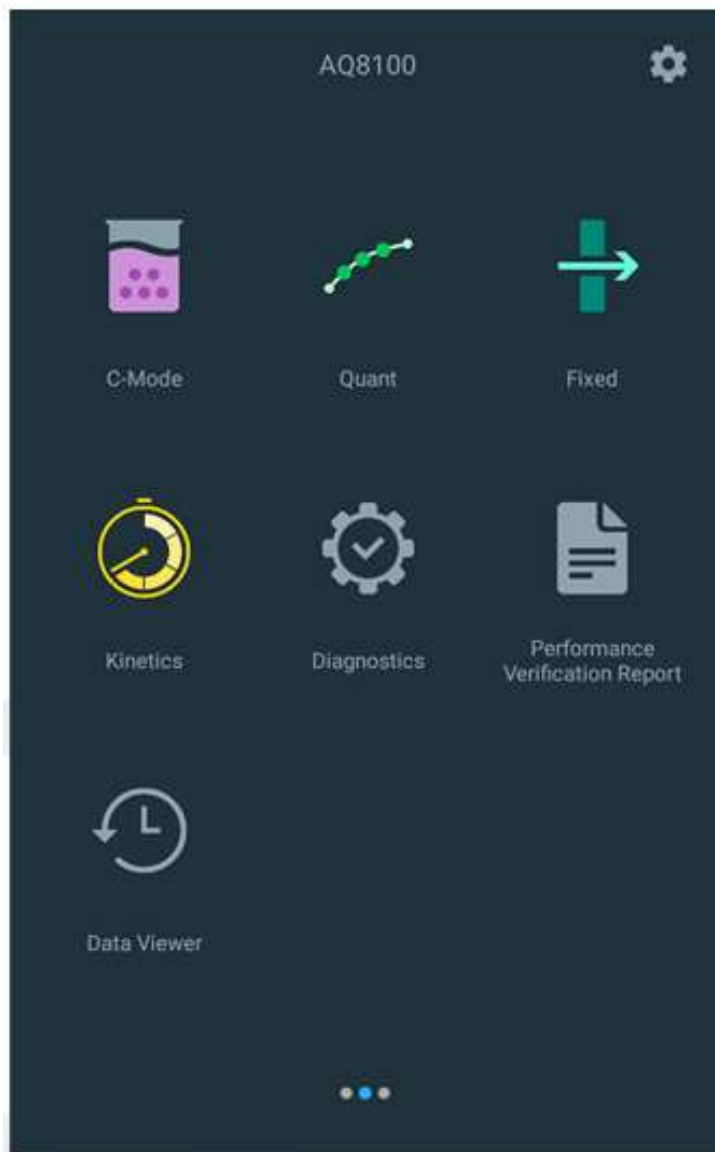 AQ8100
C-Mode
Quant
Fixed
Kinetics
Diagnostics
Performance
Verification Report
Data Viewer